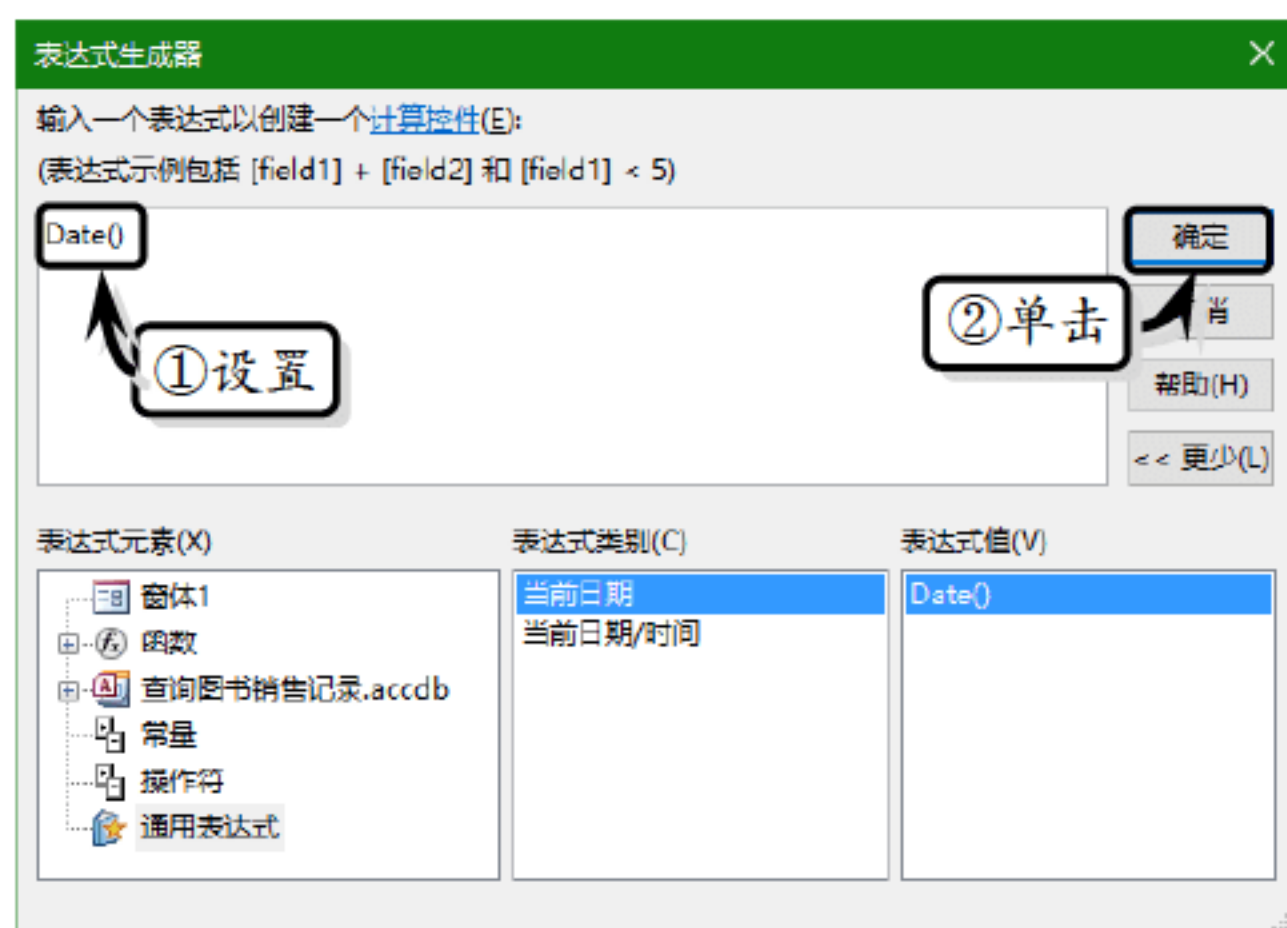 表达式生成器
输入一个表达式以创建一个计算控件(E):
(表达式示例包括 [field1] + [field2] 和 [field1] < 5)
Date()
确定
①设置
②单击
肖
帮助(H)
<< 更少(L)
表达式元素(X)
表达式类别(C)
表达式值(V)
窗体1
函数
查询图书销售记录.accdb
常量
操作符
通用表达式
当前日期
当前日期/时间
Date()